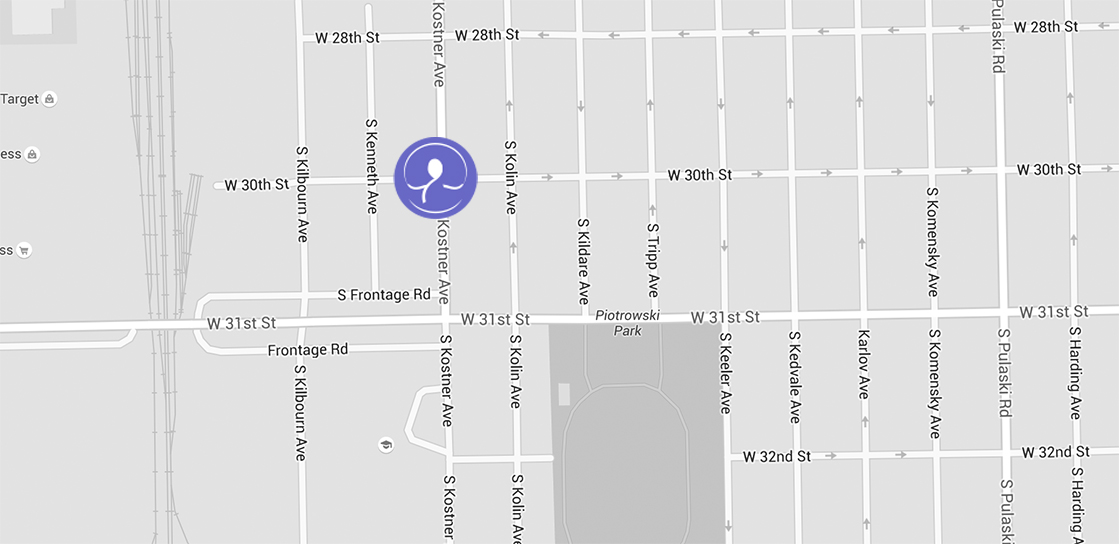 W 28th St
Kostner Ave
W 28th St
Pulaski Rd
W 28th St
Target
ess
S Kilbourn Ave
S Kenneth Ave
S Kolin Ave
W 30th St
W 30th St
W 30th St
S Komensky Ave
ss
Kostner Ave
S Kildare Ave
S Tripp Ave
S Frontage Rd
W 31st St
W 31st St
Piotrowski
Park
W 31st St
W 31st St
Frontage Rd
S Kilbourn Ave
S Kostner Ave
S Kolin Ave
S Keeler Ave
S Kedvale Ave
Karlov Ave
S Komensky Ave
S Pulaski Rd
S Harding Ave
W 32nd St
W 32nd St
S Kostner
S Kolin Ave
S Pulaski
S Harding A